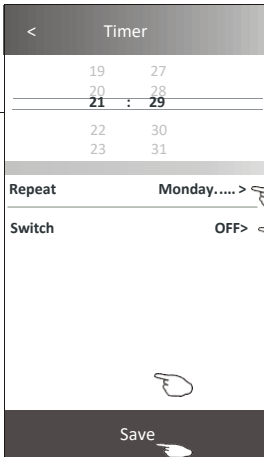 < Timer
19 27
20 28
21 : 29
22 30
23 31
Repeat Monday..... >
Switch OFF>
Save